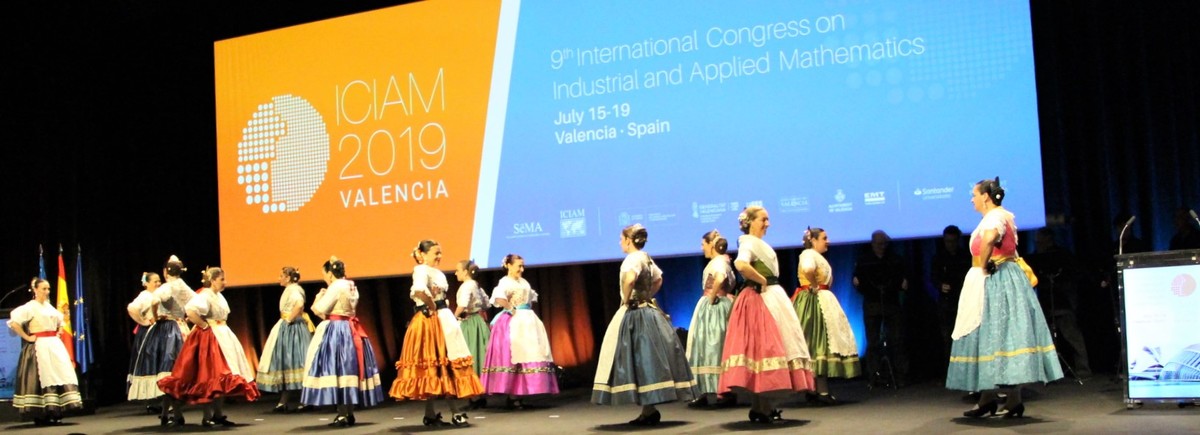 ICIAM
2019
VALENCIA
9th International Congress on
Industrial and Applied Mathematics
July 15-19
Valencia · Spain
SeMA
ICIAM
EMT
Santander